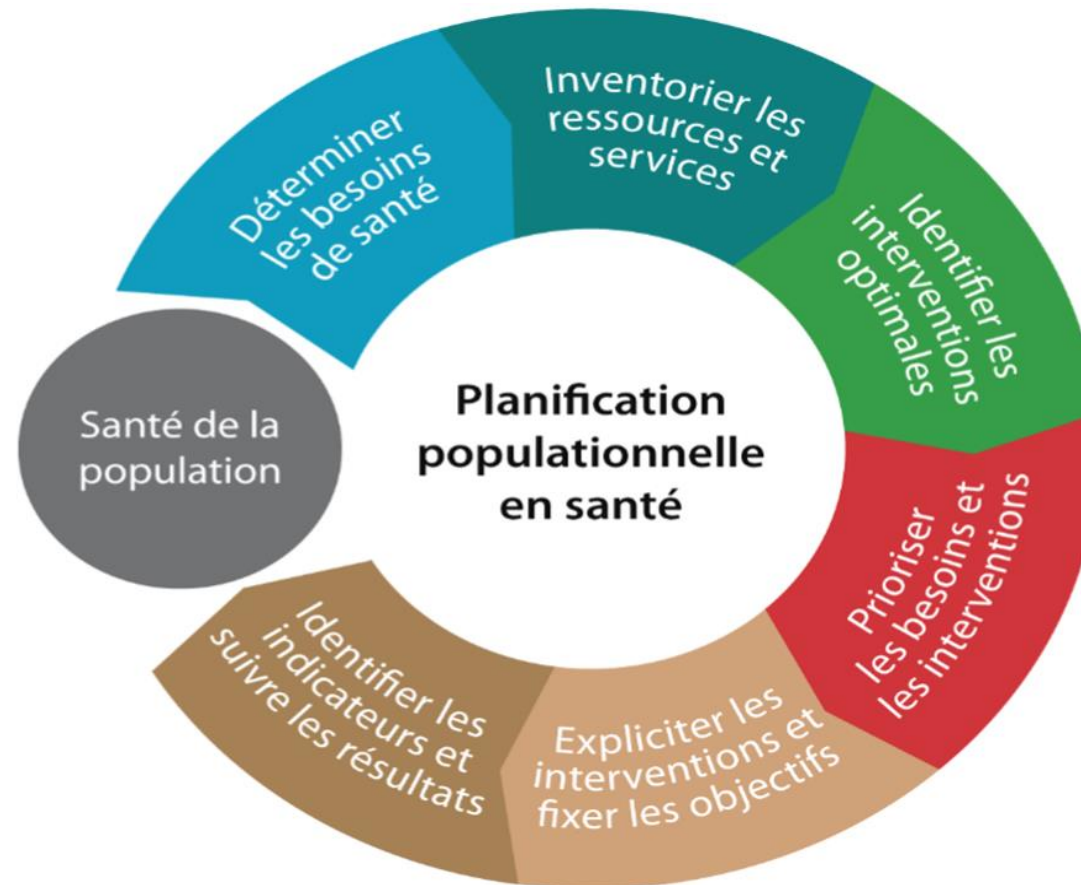 Déterminer
les besoins
de santé
Inventorier les
ressources et
services
Identifier les
interventions
optimales
Prioriser
les besoins et
les interventions
Expliciter les
interventions et
fixer les objectifs
Identifier les
indicateurs et
suivre les résultats
Santé de la
population
Planification
populationnelle
en santé